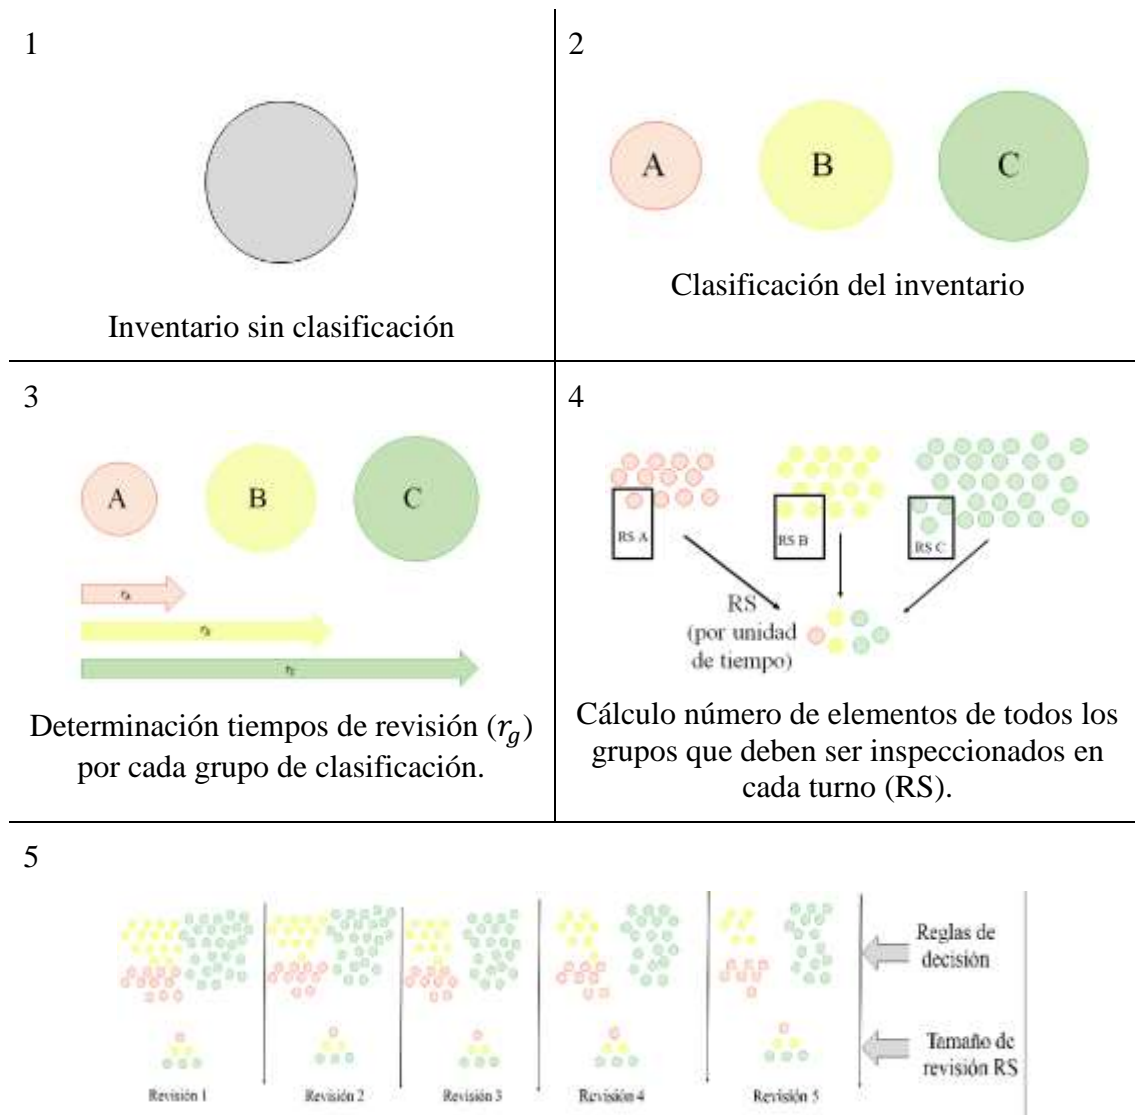 1
Inventario sin clasificación
2
A
B
C
Clasificación del inventario
3
A
B
C
r_A
r_B
r_C
Determinación tiempos de revisión (r_g)
por cada grupo de clasificación.
4
RS A
RS B
RS C
RS
(por unidad
de tiempo)
Cálculo número de elementos de todos los
grupos que deben ser inspeccionados en
cada turno (RS).
5
Reglas de
decisión
Tamaño de
revisión RS
Revisión 1
Revisión 2
Revisión 3
Revisión 4
Revisión 5